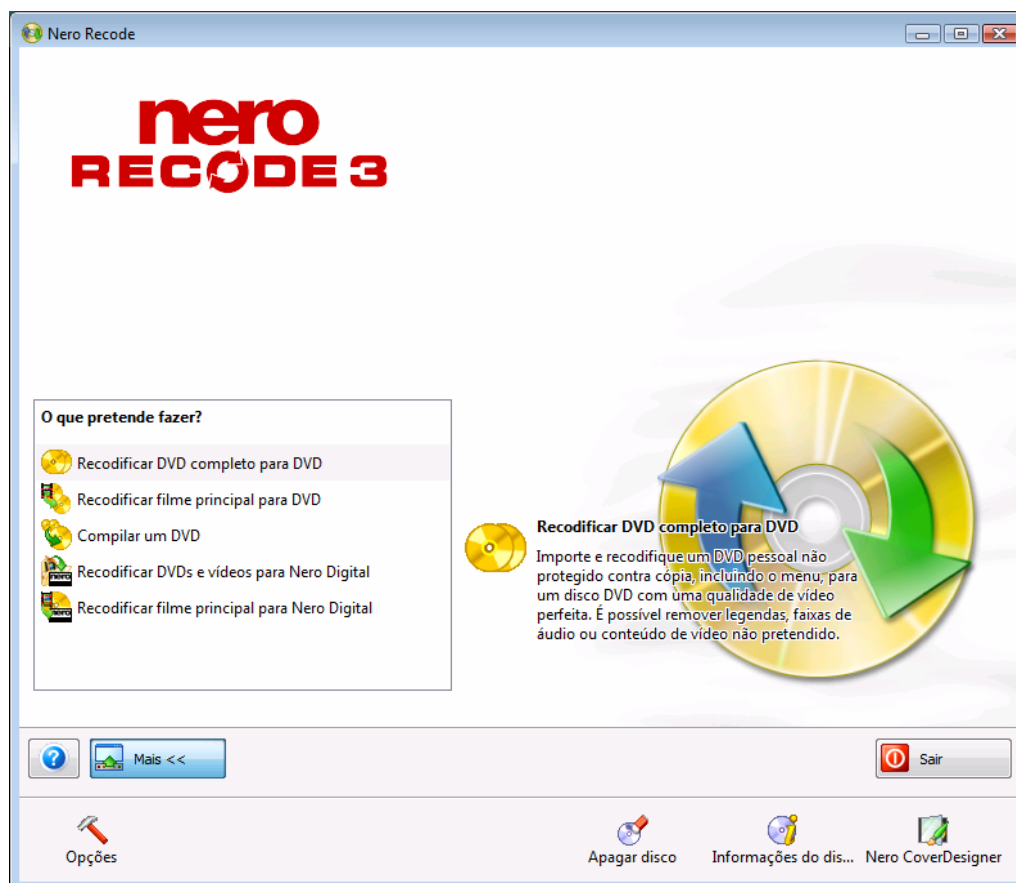 Nero Recode
nero
RECODE 3
O que pretende fazer?
Recodificar DVD completo para DVD
Recodificar filme principal para DVD
Compilar um DVD
Recodificar DVDs e vídeos para Nero Digital
Recodificar filme principal para Nero Digital
Recodificar DVD completo para DVD
Importe e recodifique um DVD pessoal não
protegido contra cópia, incluindo o menu, para
um disco DVD com uma qualidade de vídeo
perfeita. É possível remover legendas, faixas de
áudio ou conteúdo de vídeo não pretendido.
Mais <<
Sair
Opções
Apagar disco
Informações do dis...
Nero CoverDesigner